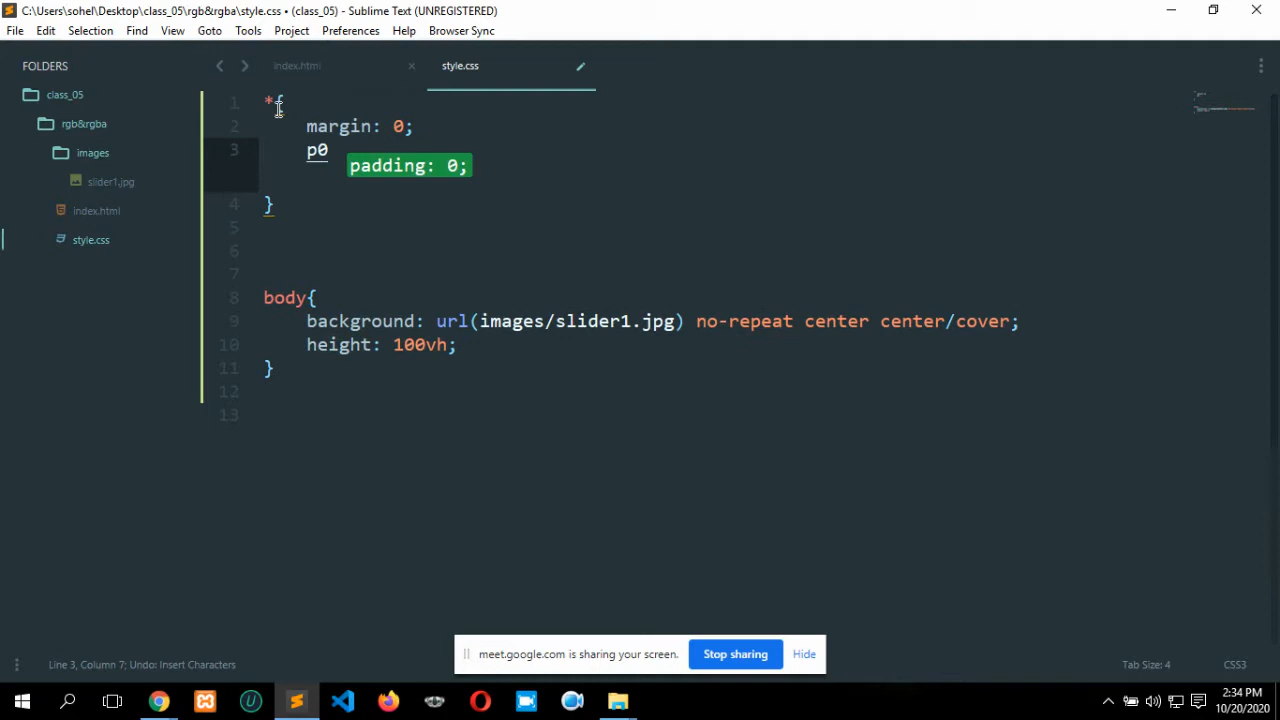 C:\Users\sohel\Desktop\class_05\rgb&rgba\style.css • (class_05) - Sublime Text (UNREGISTERED)
File Edit Selection Find View Goto Tools Project Preferences Help Browser Sync
FOLDERS
class_05
rgb&rgba
images
slider1.jpg
index.html
style.css
index.html
style.css
1 *{
2 margin: 0;
3 p0
padding: 0;
4 }
5
6
7
8 body{
9 background: url(images/slider1.jpg) no-repeat center center/cover;
10 height: 100vh;
11 }
12
13
meet.google.com is sharing your screen. Stop sharing Hide
Line 3, Column 7; Undo: Insert Characters
Tab Size: 4 CSS3
2:34 PM
10/20/2020